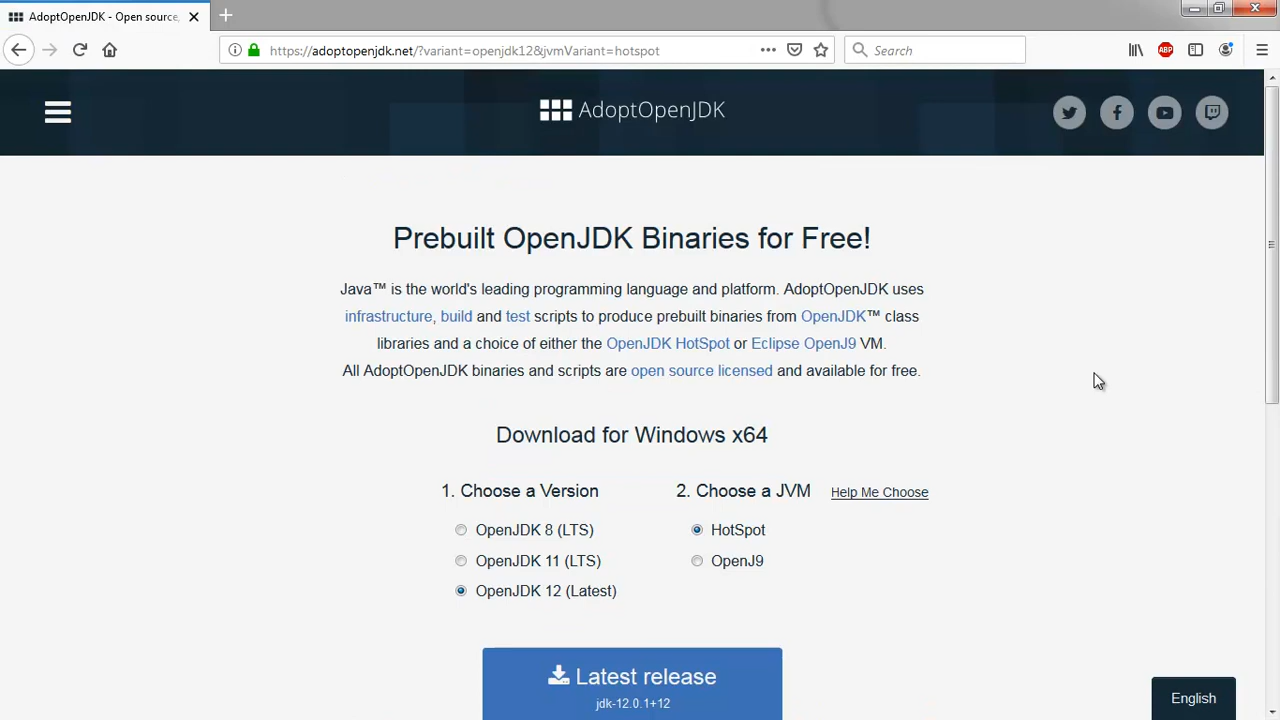 AdoptOpenJDK - Open source,
https://adoptopenjdk.net/?variant=openjdk12&jvmVariant=hotspot
Search
ABP
AdoptOpenJDK
Prebuilt OpenJDK Binaries for Free!
Java™ is the world's leading programming language and platform. AdoptOpenJDK uses
infrastructure, build and test scripts to produce prebuilt binaries from OpenJDK™ class
libraries and a choice of either the OpenJDK HotSpot or Eclipse OpenJ9 VM.
All AdoptOpenJDK binaries and scripts are open source licensed and available for free.
Download for Windows x64
1. Choose a Version
2. Choose a JVM
Help Me Choose
OpenJDK 8 (LTS)
HotSpot
OpenJDK 11 (LTS)
OpenJ9
OpenJDK 12 (Latest)
Latest release
jdk-12.0.1+12
English